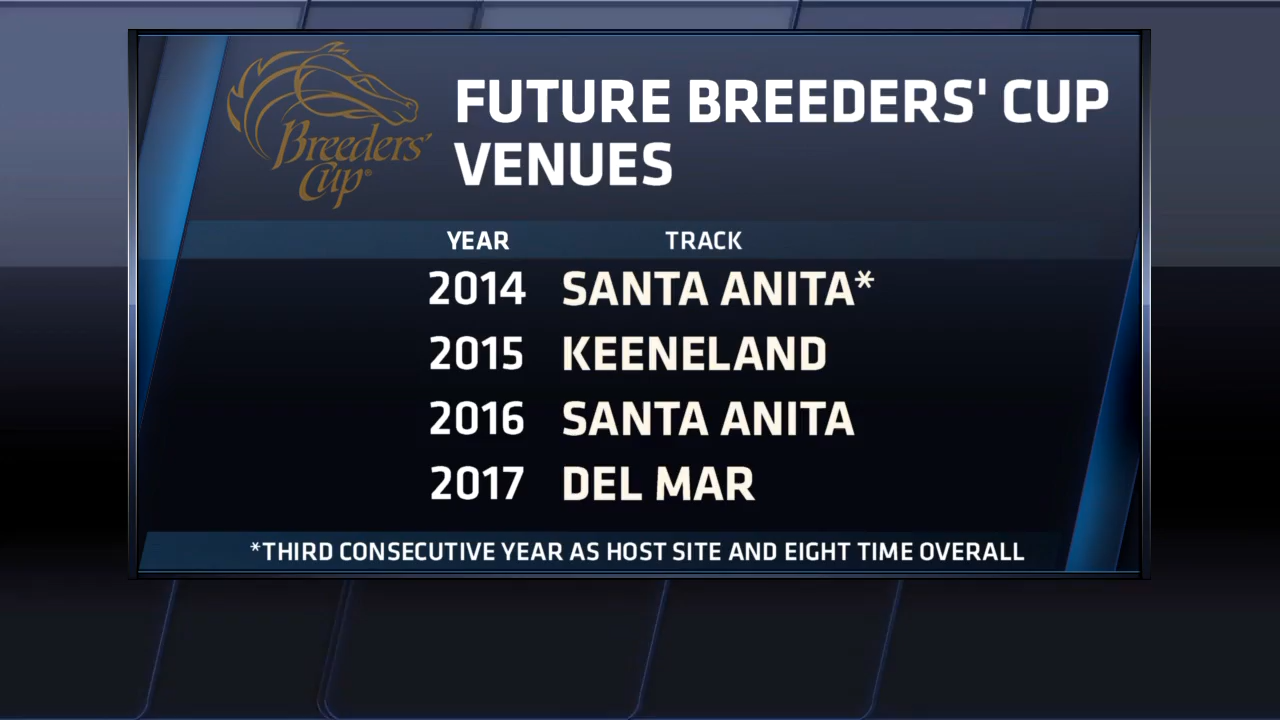 Breeders'
Cup®
FUTURE BREEDERS' CUP
VENUES
YEAR TRACK
2014 SANTA ANITA*
2015 KEENELAND
2016 SANTA ANITA
2017 DEL MAR
*THIRD CONSECUTIVE YEAR AS HOST SITE AND EIGHT TIME OVERALL